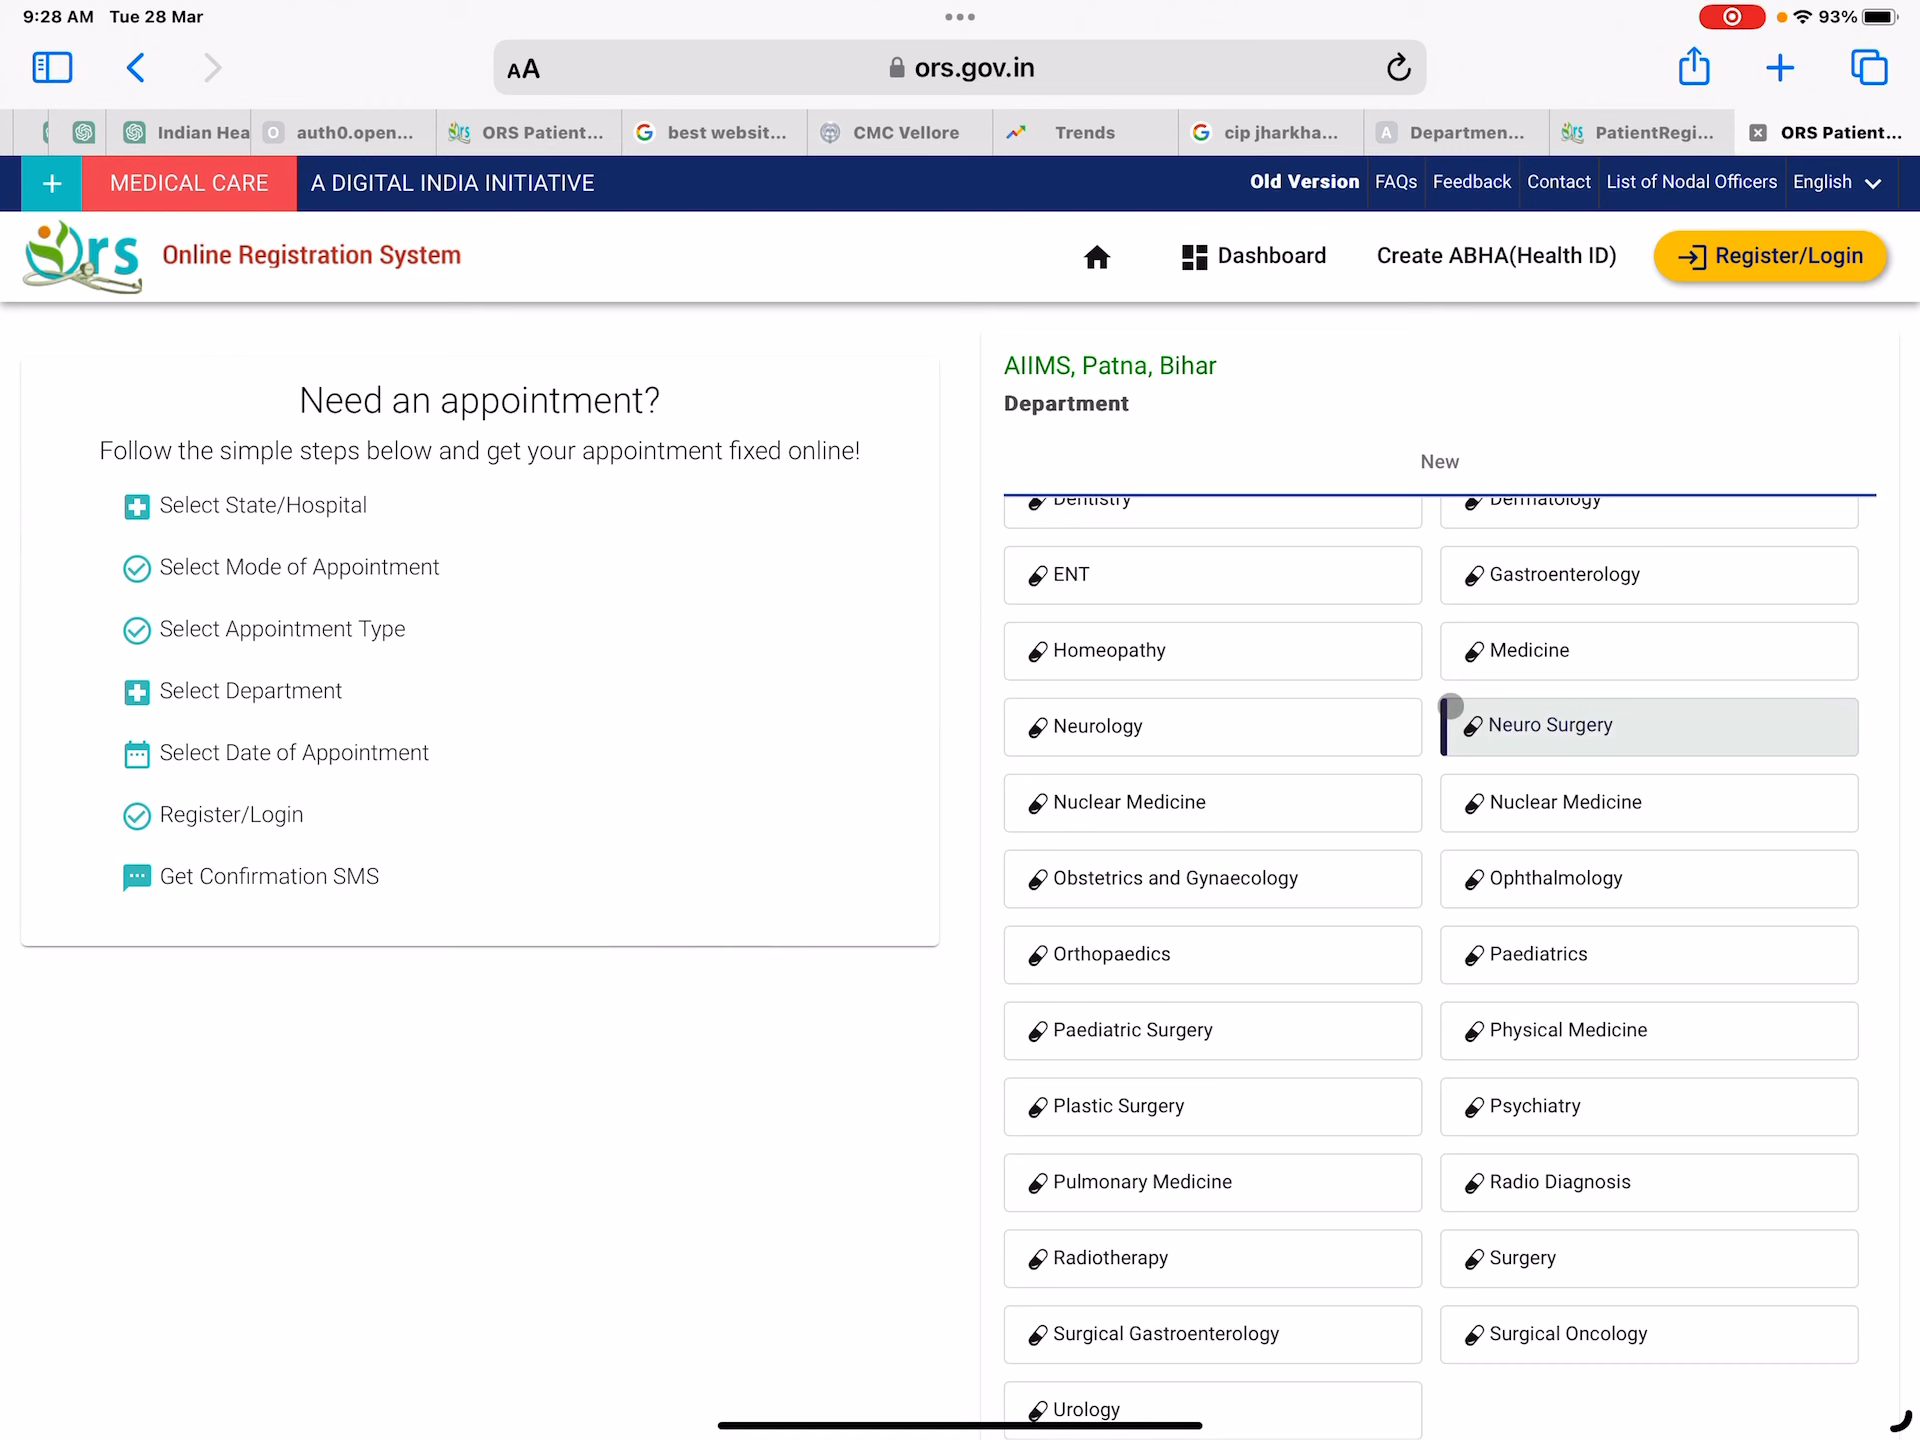 9:28 AM Tue 28 Mar
93%
AA
ors.gov.in
Indian Hea
auth0.open...
ORS Patient...
best websit...
CMC Vellore
Trends
cip jharkha...
Departmen...
PatientRegi...
ORS Patient...
MEDICAL CARE
A DIGITAL INDIA INITIATIVE
Old Version
FAQs
Feedback
Contact
List of Nodal Officers
English
Ors
Online Registration System
Dashboard
Create ABHA(Health ID)
Register/Login
Need an appointment?
Follow the simple steps below and get your appointment fixed online!
Select State/Hospital
Select Mode of Appointment
Select Appointment Type
Select Department
Select Date of Appointment
Register/Login
Get Confirmation SMS
AIIMS, Patna, Bihar
Department
New
Dentistry
Dermatology
ENT
Gastroenterology
Homeopathy
Medicine
Neurology
Neuro Surgery
Nuclear Medicine
Nuclear Medicine
Obstetrics and Gynaecology
Ophthalmology
Orthopaedics
Paediatrics
Paediatric Surgery
Physical Medicine
Plastic Surgery
Psychiatry
Pulmonary Medicine
Radio Diagnosis
Radiotherapy
Surgery
Surgical Gastroenterology
Surgical Oncology
Urology